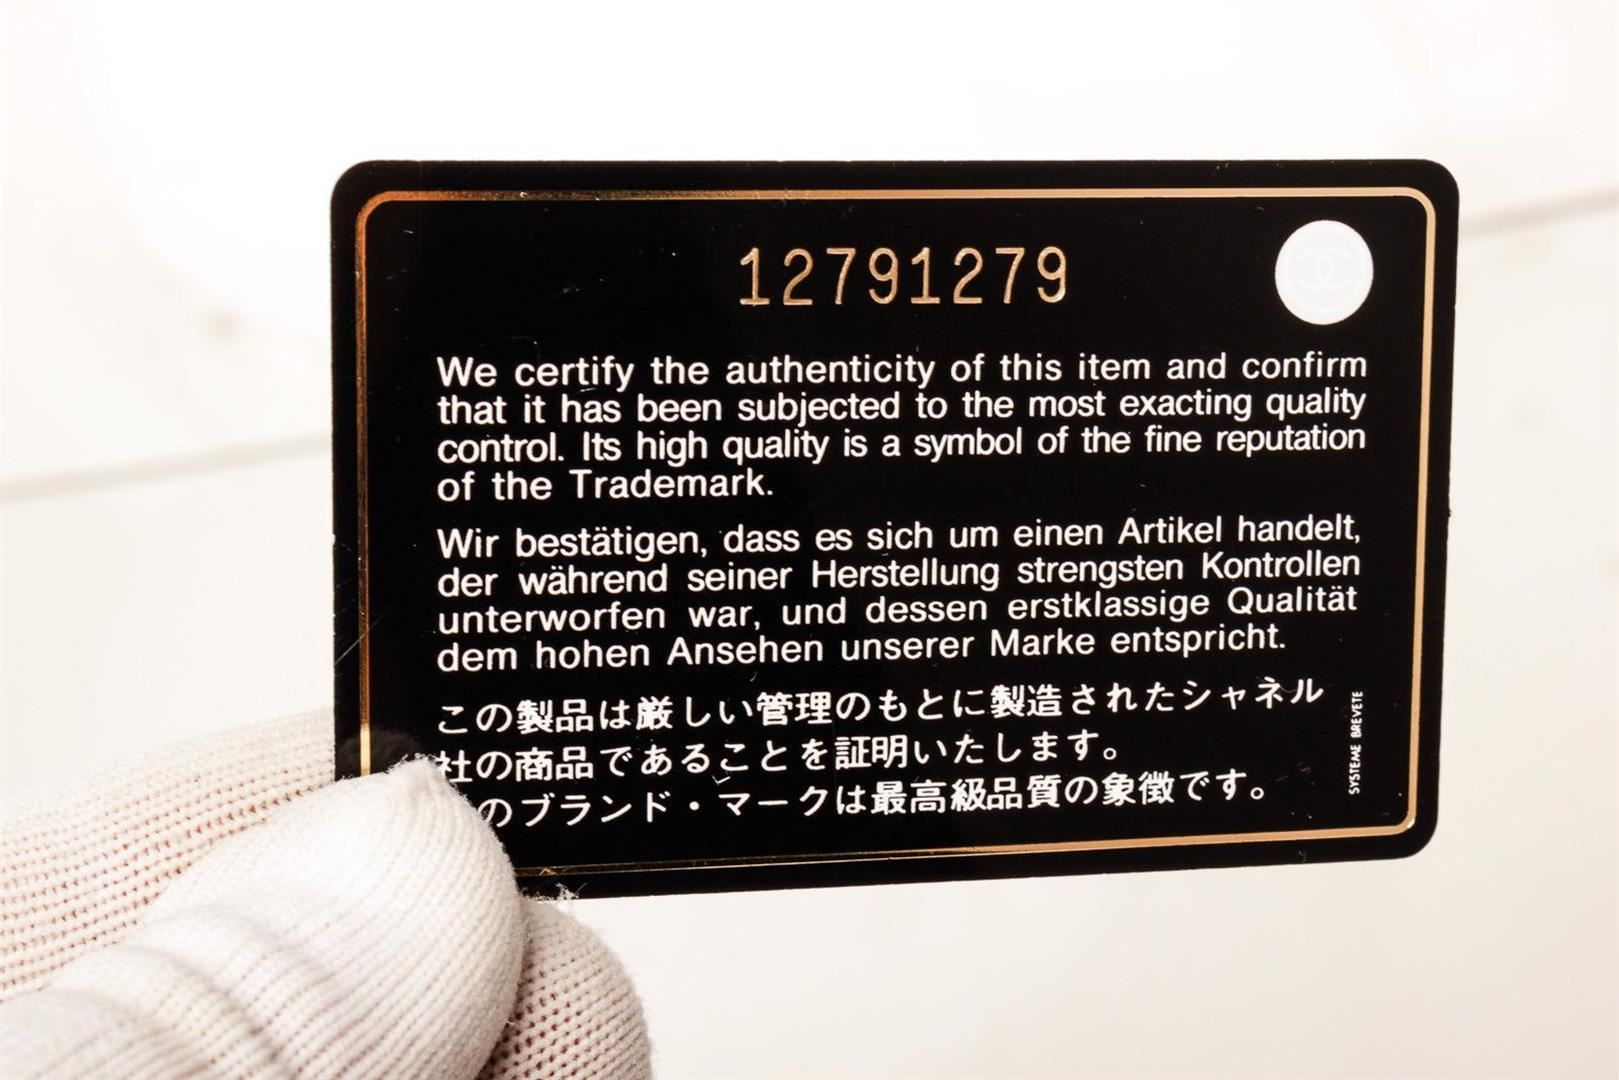 12791279
We certify the authenticity of this item and confirm
that it has been subjected to the most exacting quality
control. Its high quality is a symbol of the fine reputation
of the Trademark.
Wir bestätigen, dass es sich um einen Artikel handelt,
der während seiner Herstellung strengsten Kontrollen
unterworfen war, und dessen erstklassige Qualität
dem hohen Ansehen unserer Marke entspricht.
この製品は厳しい管理のもとに製造されたシャネル
社の商品であることを証明いたします。
のブランド・マークは最高級品質の象徴です。
SYSTEME BREVETE